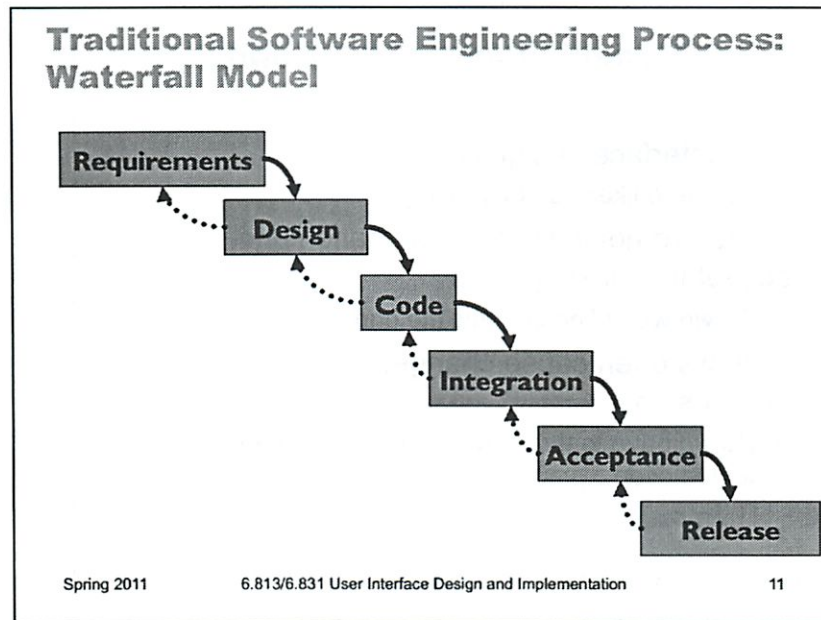 Traditional Software Engineering Process:
Waterfall Model
Requirements
Design
Code
Integration
Acceptance
Release
Spring 2011 6.813/6.831 User Interface Design and Implementation 11